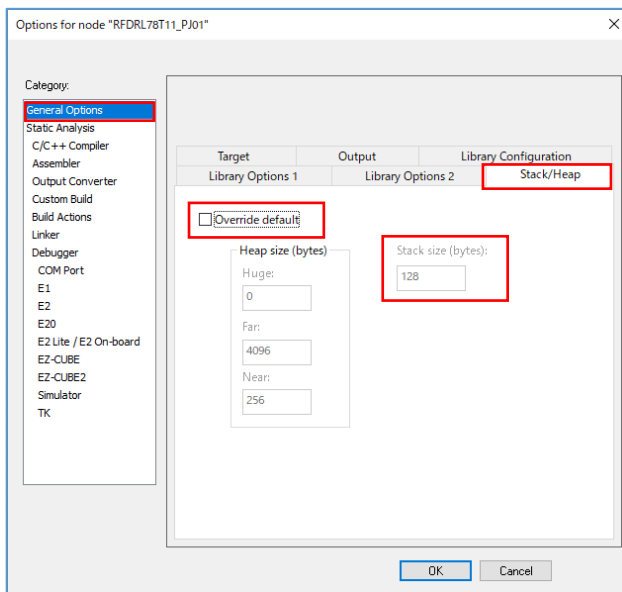 Options for node "RFDRL78T11_PJ01"
Category:
General Options
Static Analysis
C/C++ Compiler
Assembler
Output Converter
Custom Build
Build Actions
Linker
Debugger
COM Port
E1
E2
E20
E2 Lite / E2 On-board
EZ-CUBE
EZ-CUBE2
Simulator
TK
Target
Output
Library Configuration
Library Options 1
Library Options 2
Stack/Heap
Override default
Heap size (bytes)
Huge:
0
Far:
4096
Near:
256
Stack size (bytes):
128
OK
Cancel